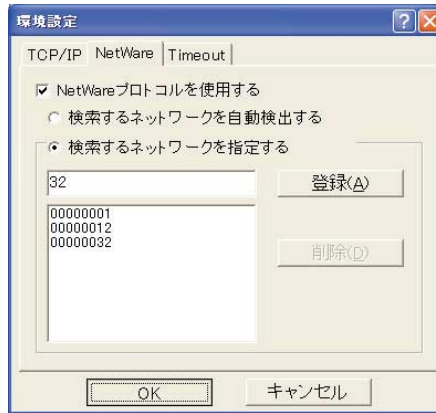 環境設定
TCP/IP NetWare Timeout
NetWareプロトコルを使用する
検索するネットワークを自動検出する
検索するネットワークを指定する
32 登録(A)
00000001
00000012
00000032
削除(D)
OK キャンセル